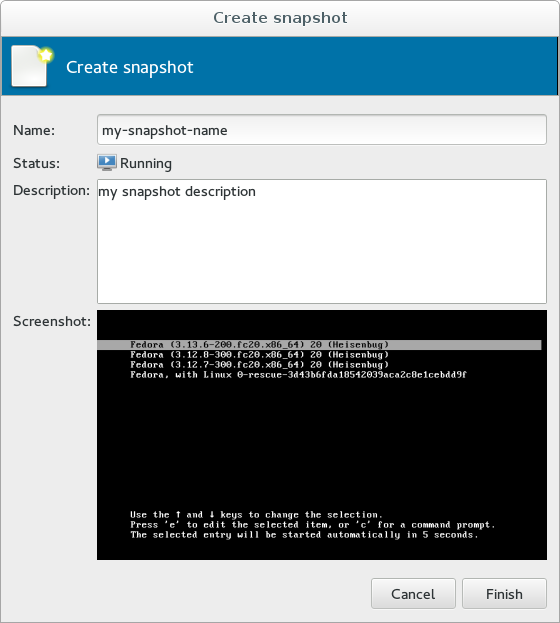 Create snapshot
Create snapshot
Name: my-snapshot-name
Status: Running
Description: my snapshot description
Screenshot:
Fedora (3.13.6-200.fc20.x86_64) 20 (Heisenbug)
Fedora (3.12.8-300.fc20.x86_64) 20 (Heisenbug)
Fedora (3.12.7-300.fc20.x86_64) 20 (Heisenbug)
Fedora, with Linux 0-rescue-3d43b6fda18542039aca2c8e1cebdd9f
Use the ↑ and ↓ keys to change the selection.
Press 'e' to edit the selected item, or 'c' for a command prompt.
The selected entry will be started automatically in 5 seconds.
Cancel Finish